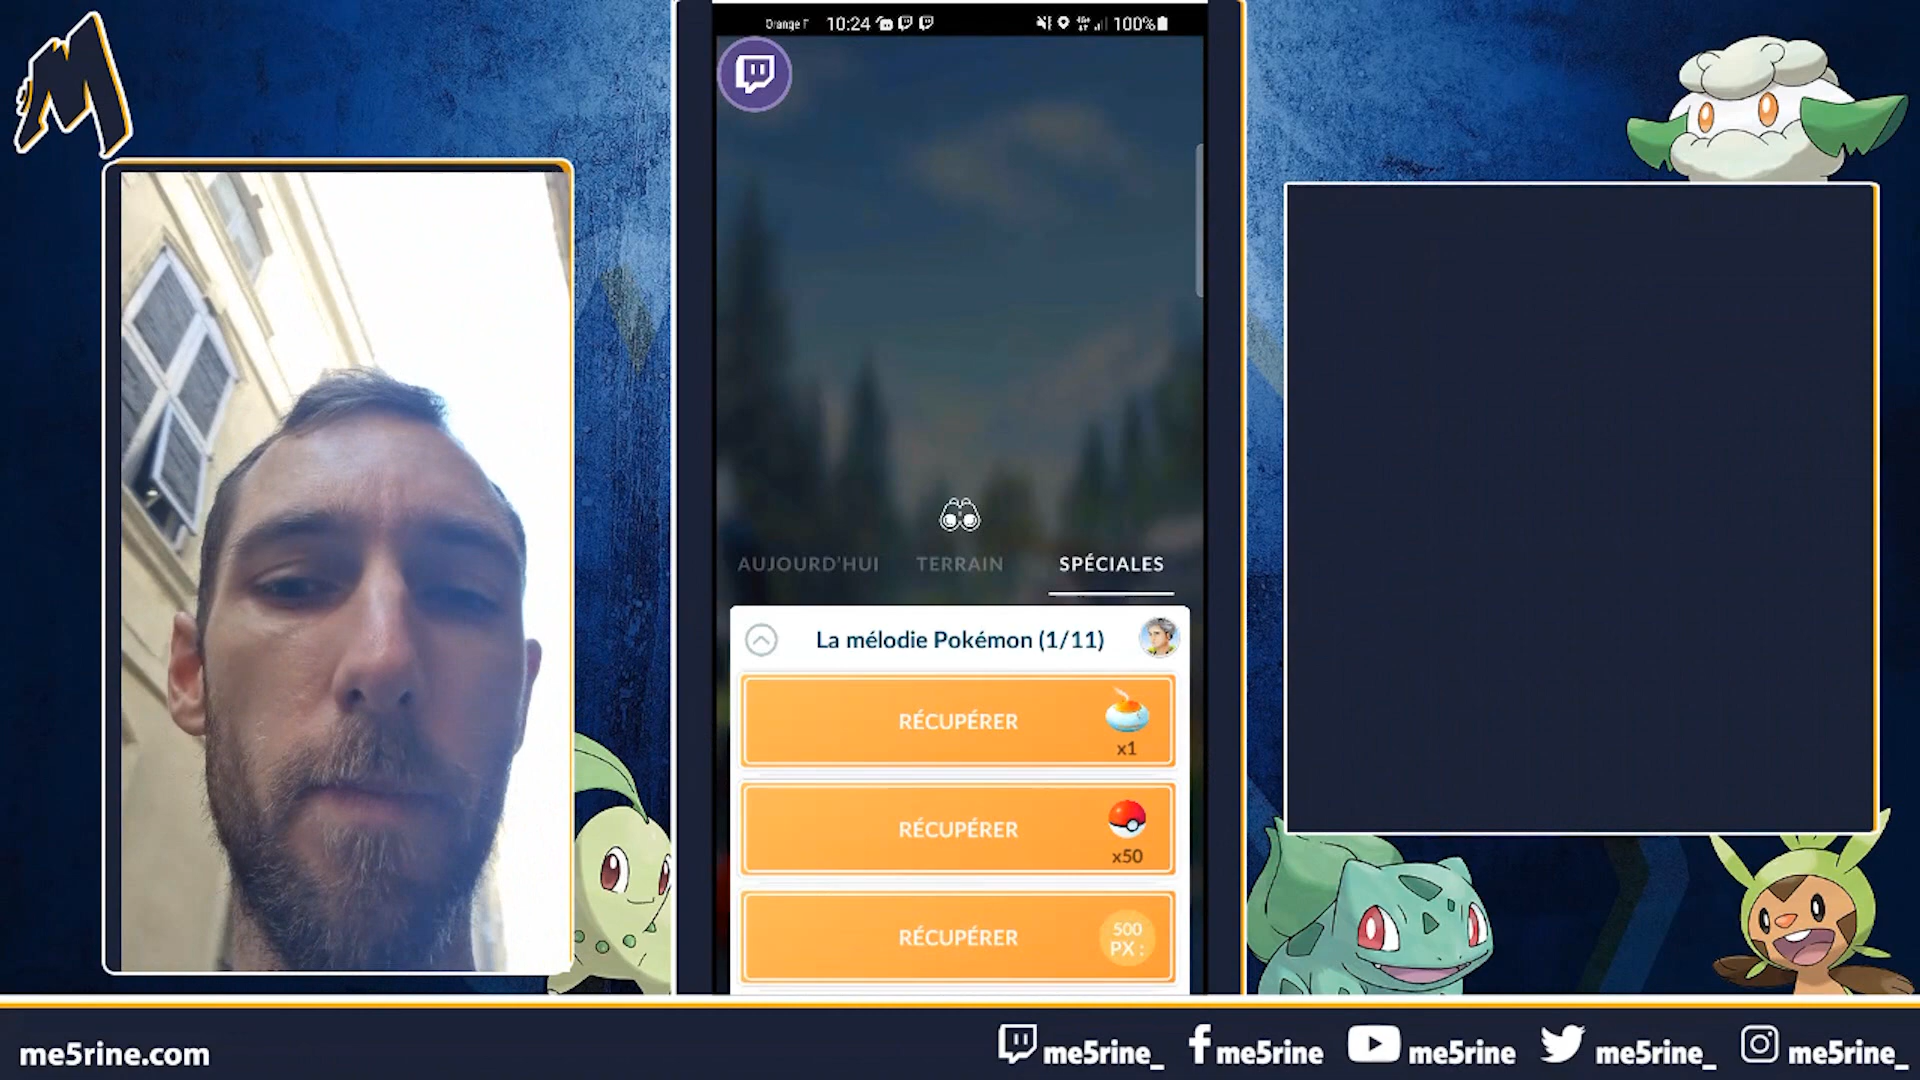 Orange F 10:24 100%
AUJOURD'HUI TERRAIN SPÉCIALES
La mélodie Pokémon (1/11)
RÉCUPÉRER
x1
RÉCUPÉRER
x50
RÉCUPÉRER
500
PX :
me5rine.com
me5rine_ me5rine me5rine me5rine_ me5rine_